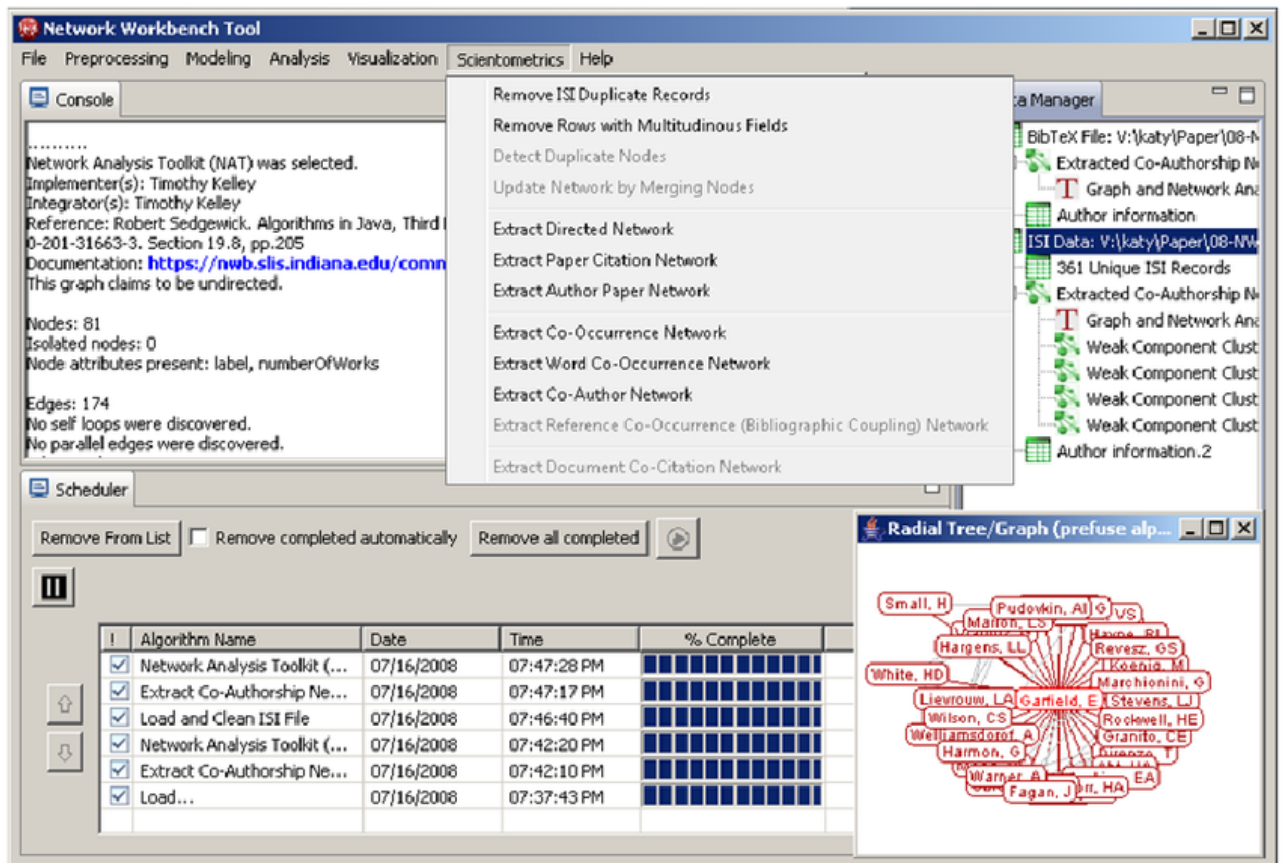 Network Workbench Tool
File Preprocessing Modeling Analysis Visualization Scientometrics Help
Console
..........
Network Analysis Toolkit (NAT) was selected.
Implementer(s): Timothy Kelley
Integrator(s): Timothy Kelley
Reference: Robert Sedgewick. Algorithms in Java, Third
0-201-31663-3. Section 19.8, pp.205
Documentation: https://nwb.slis.indiana.edu/comm
This graph claims to be undirected.
Nodes: 81
Isolated nodes: 0
Node attributes present: label, numberOfWorks
Edges: 174
No self loops were discovered.
No parallel edges were discovered.
Remove ISI Duplicate Records
Remove Rows with Multitudinous Fields
Detect Duplicate Nodes
Update Network by Merging Nodes
Extract Directed Network
Extract Paper Citation Network
Extract Author Paper Network
Extract Co-Occurrence Network
Extract Word Co-Occurrence Network
Extract Co-Author Network
Extract Reference Co-Occurrence (Bibliographic Coupling) Network
Extract Document Co-Citation Network
ta Manager
BibTeX File: V:\katy\Paper\08-N
Extracted Co-Authorship Ne
Graph and Network Ana
Author information
ISI Data: V:\katy\Paper\08-NW
361 Unique ISI Records
Extracted Co-Authorship Ne
Graph and Network Ana
Weak Component Clust
Weak Component Clust
Weak Component Clust
Weak Component Clust
Author information.2
Scheduler
Remove From List Remove completed automatically Remove all completed
! Algorithm Name Date Time % Complete
Network Analysis Toolkit (... 07/16/2008 07:47:28 PM
Extract Co-Authorship Ne... 07/16/2008 07:47:17 PM
Load and Clean ISI File 07/16/2008 07:46:40 PM
Network Analysis Toolkit (... 07/16/2008 07:42:20 PM
Extract Co-Authorship Ne... 07/16/2008 07:42:10 PM
Load... 07/16/2008 07:37:43 PM
Radial Tree/Graph (prefuse alp...
Small, H
Pudovkin, AI
Marion, LS
Hargens, LL
Revesz, GS
Koenig, M
White, HD
Marchionini, G
Lievrouw, LA
Garfield, E
Stevens, LJ
Wilson, CS
Rockwell, HE
Granito, CE
Harmon, G
Warner, A
Fagan, J